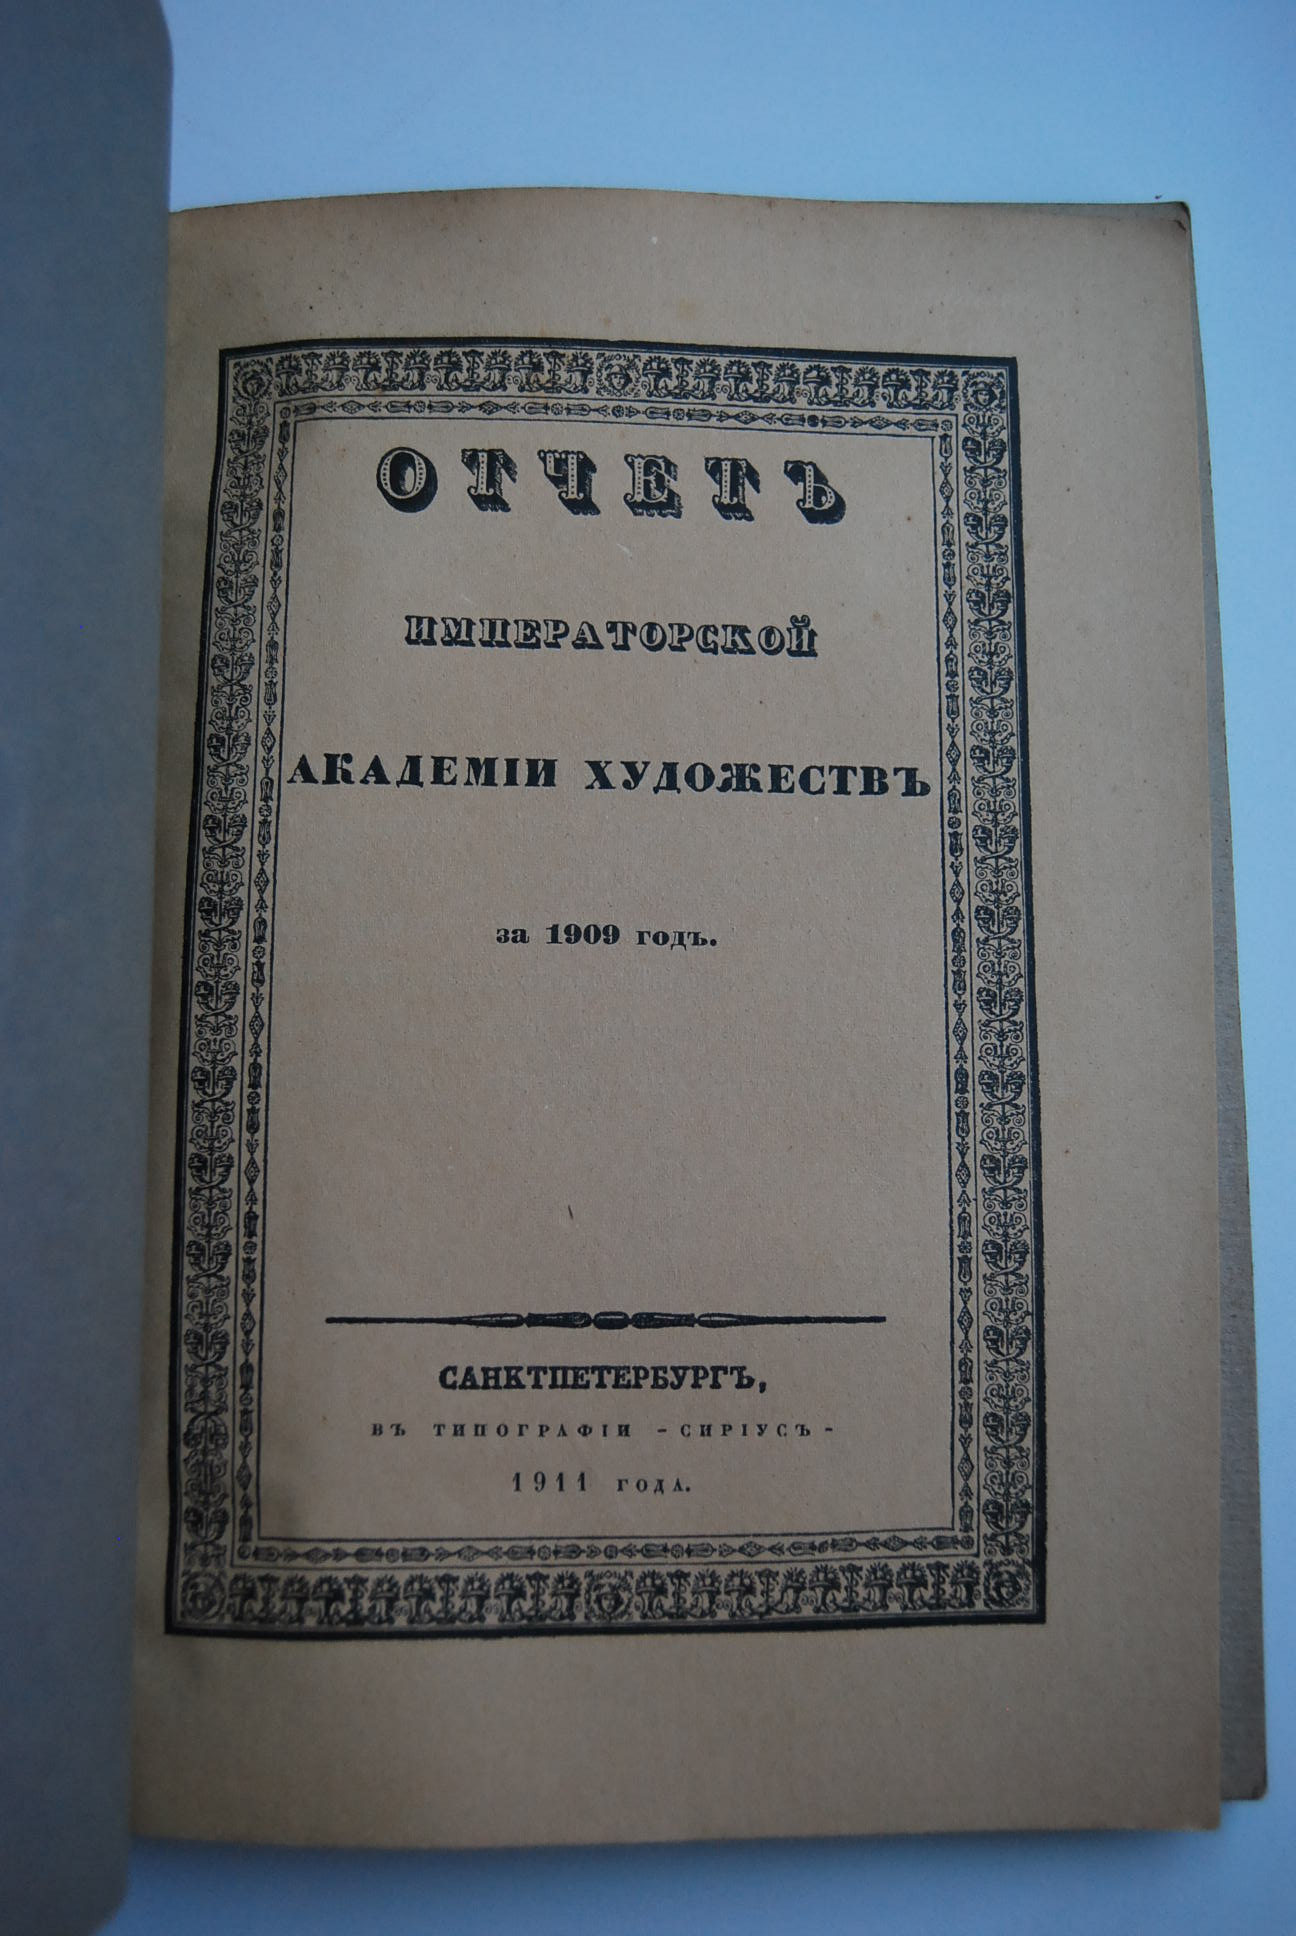 ОТЧЕТЪ
ИМПЕРАТОРСКОЙ
АКАДЕМІИ ХУДОЖЕСТВЪ
за 1909 годъ.
САНКТПЕТЕРБУРГЪ,
ВЪ ТИПОГРАФІИ -СИРІУСЪ-
1911 ГОДА.